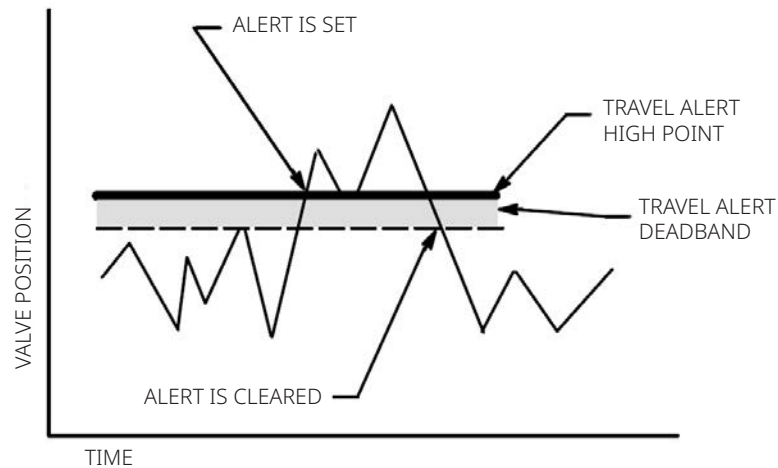 ALERT IS SET
TRAVEL ALERT
HIGH POINT
TRAVEL ALERT
DEADBAND
VALVE POSITION
ALERT IS CLEARED
TIME